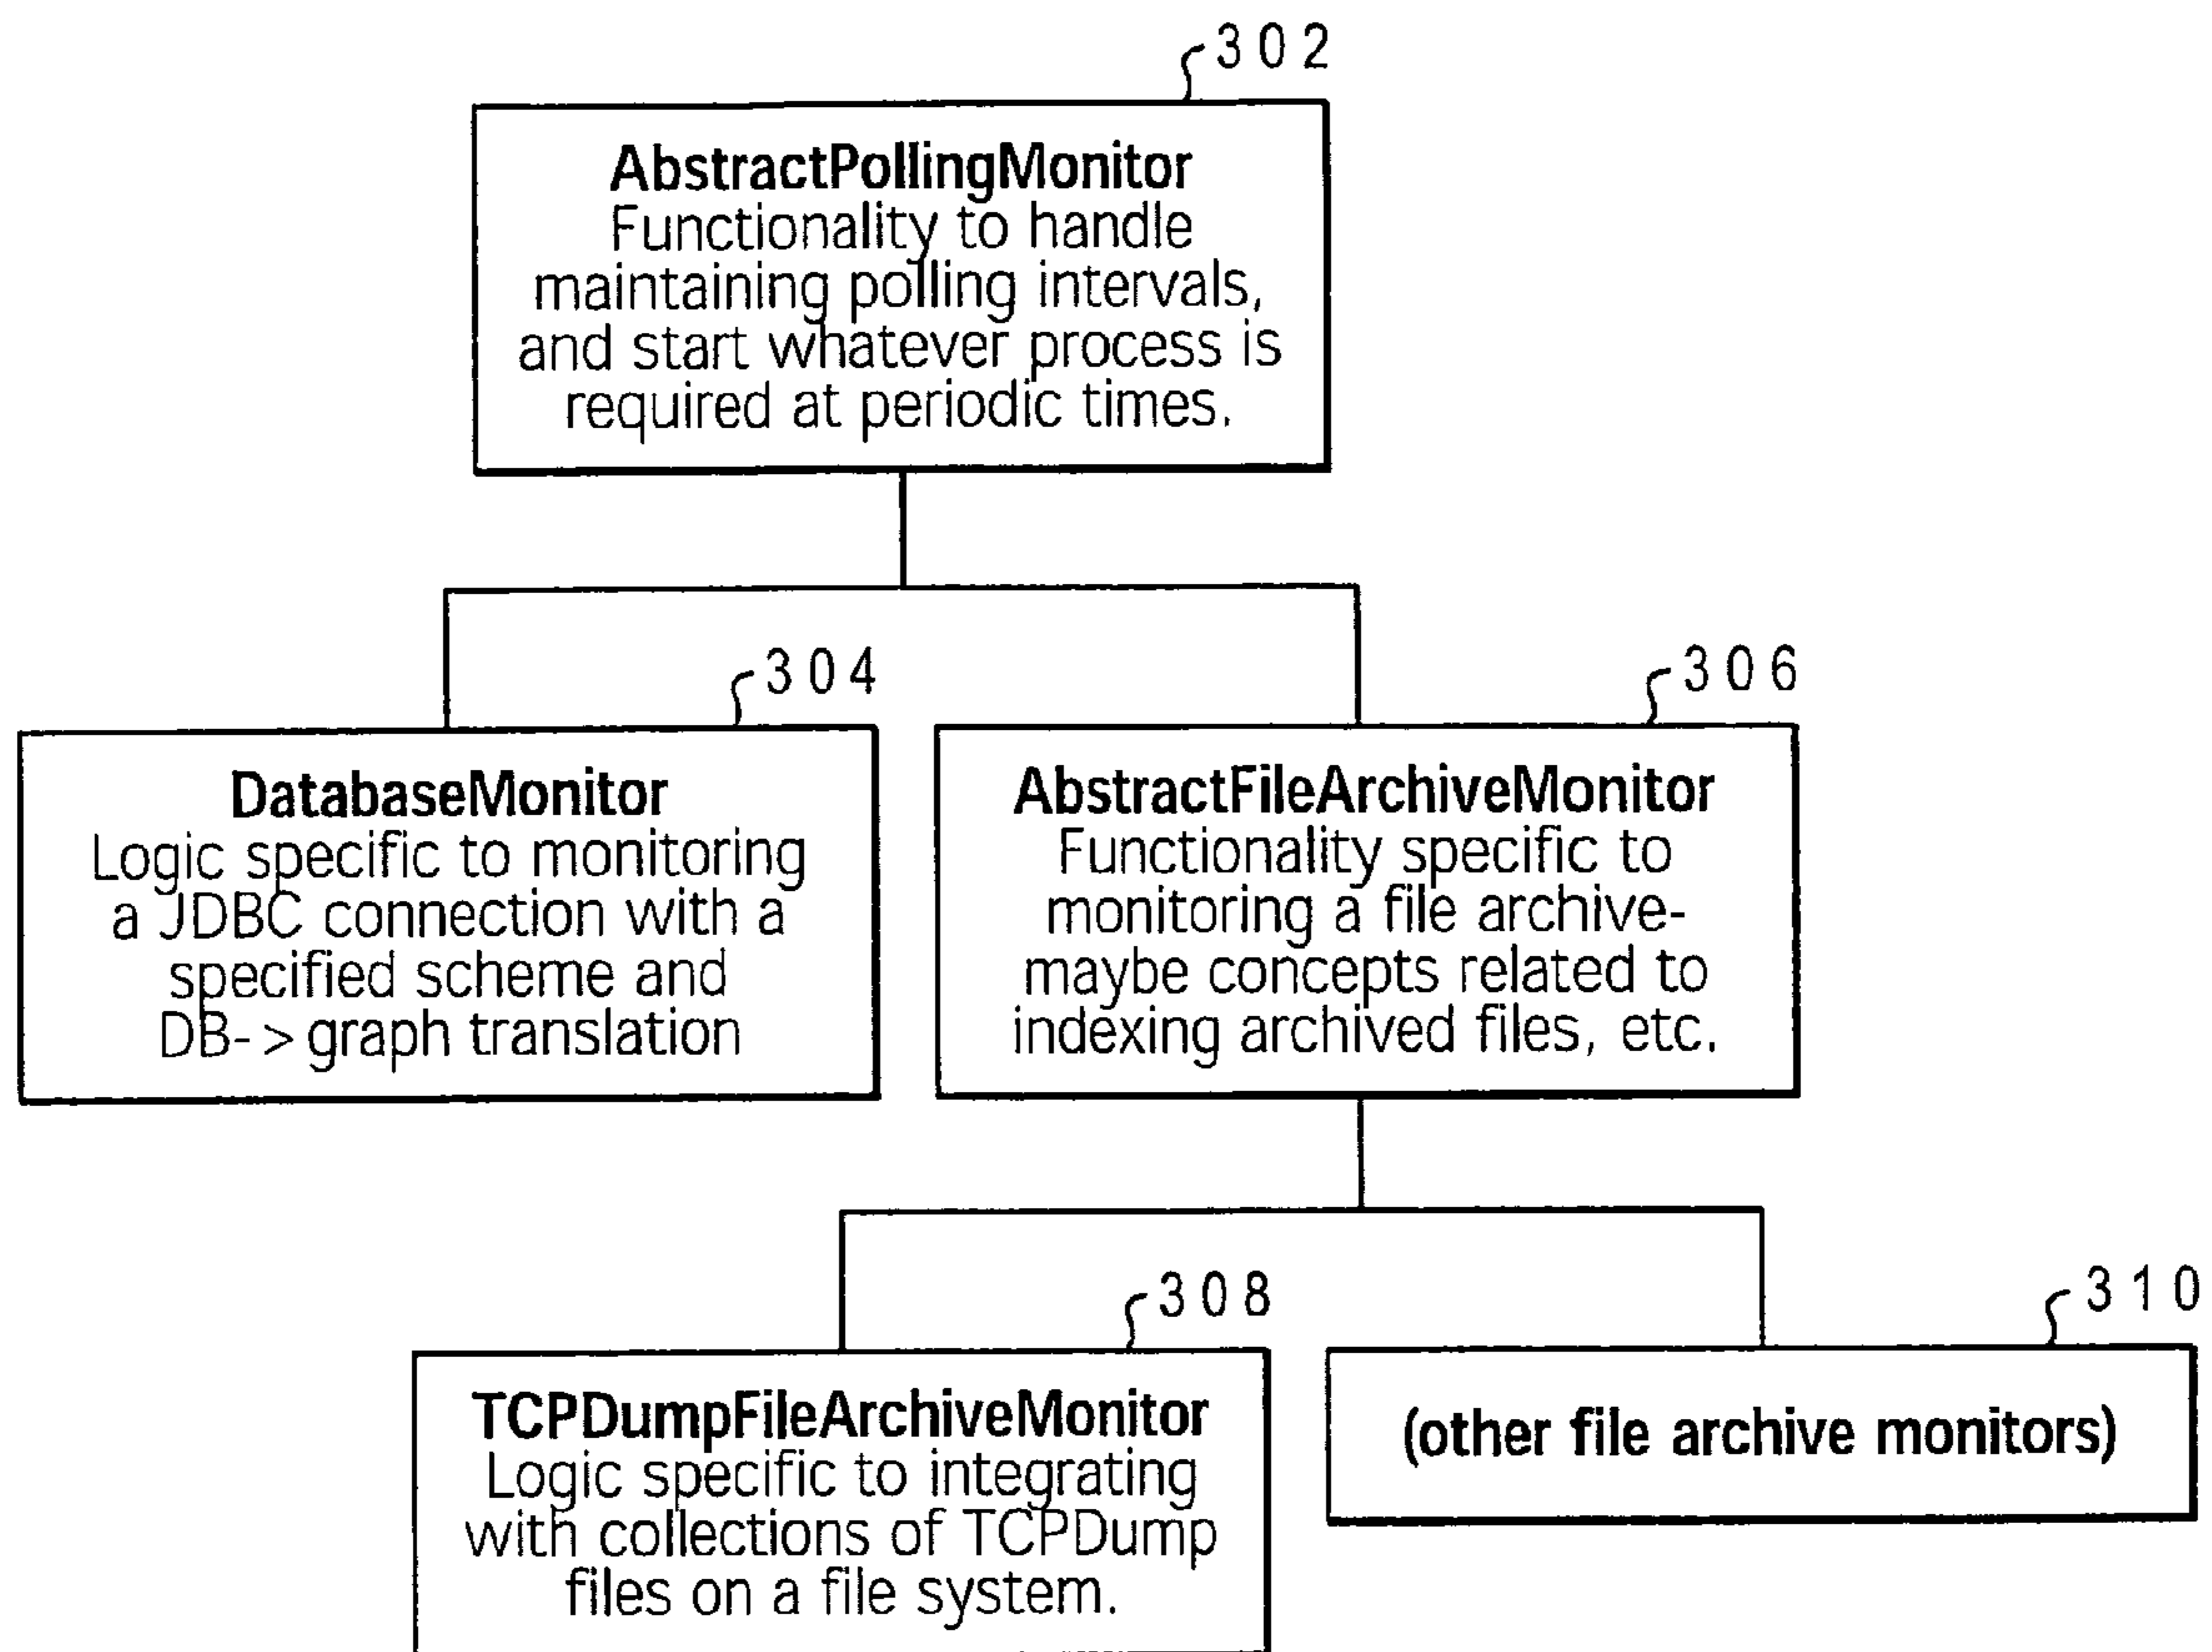 302
AbstractPollingMonitor
Functionality to handle
maintaining polling intervals,
and start whatever process is
required at periodic times.
304
306
DatabaseMonitor
Logic specific to monitoring
a JDBC connection with a
specified scheme and
DB->graph translation
AbstractFileArchiveMonitor
Functionality specific to
monitoring a file archive-
maybe concepts related to
indexing archived files, etc.
308
310
TCPDumpFileArchiveMonitor
Logic specific to integrating
with collections of TCPDump
files on a file system.
(other file archive monitors)